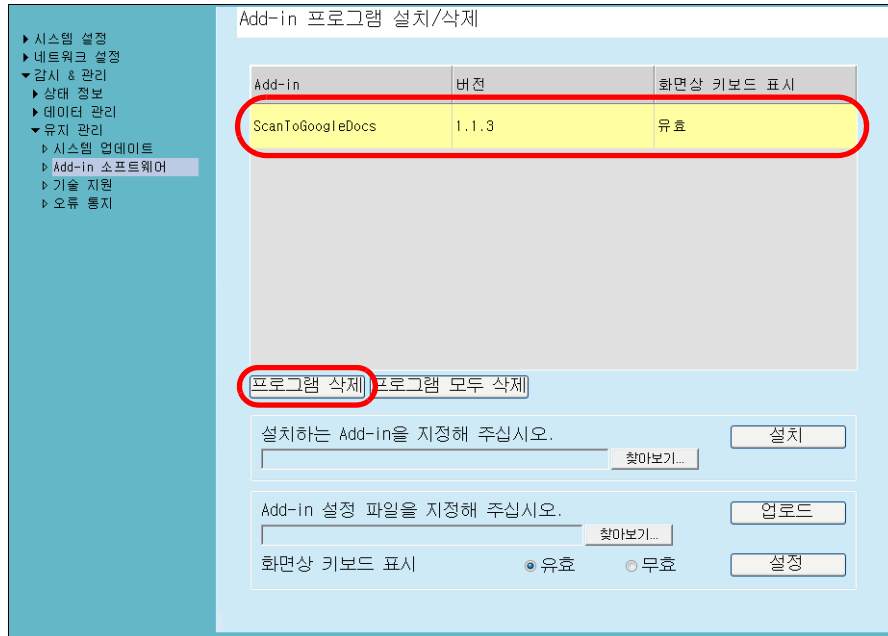 Add-in 프로그램 설치/삭제
시스템 설정
네트워크 설정
감시 & 관리
상태 정보
데이터 관리
유지 관리
시스템 업데이트
Add-in 소프트웨어
기술 지원
오류 통지
Add-in 버전 화면상 키보드 표시
ScanToGoogleDocs 1.1.3 유효
프로그램 삭제 프로그램 모두 삭제
설치하는 Add-in을 지정해 주십시오.
설치
찾아보기...
Add-in 설정 파일을 지정해 주십시오.
업로드
찾아보기...
화면상 키보드 표시 유효 무효 설정